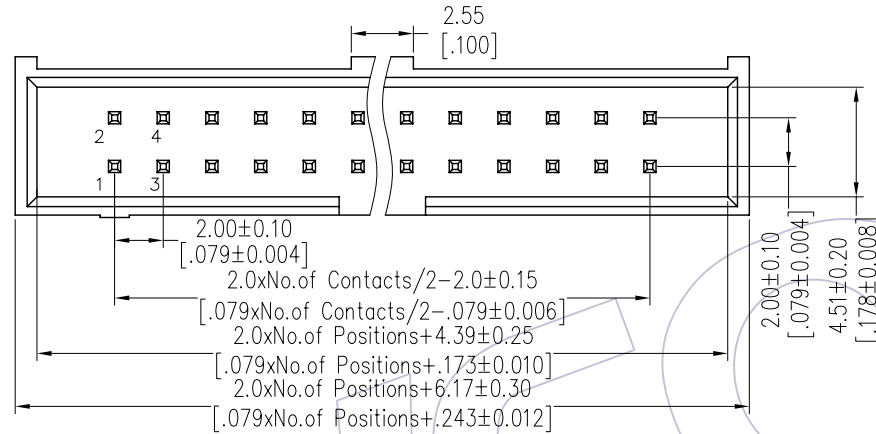 2.55
[.100]
2
4
1
3
2.00±0.10
[.079±0.004]
2.0xNo.of Contacts/2-2.0±0.15
[.079xNo.of Contacts/2-.079±0.006]
2.0xNo.of Positions+4.39±0.25
[.079xNo.of Positions+.173±0.010]
2.0xNo.of Positions+6.17±0.30
[.079xNo.of Positions+.243±0.012]
2.00±0.10
[.079±0.004]
4.51±0.20
[.178±0.008]